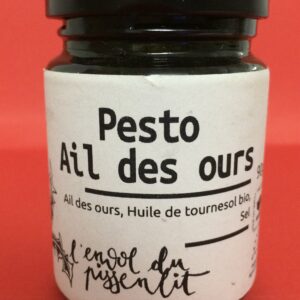 Pesto
Ail des ours
Ail des ours, Huile de tournesol bio,
Sel
l'envol du
pissenlit